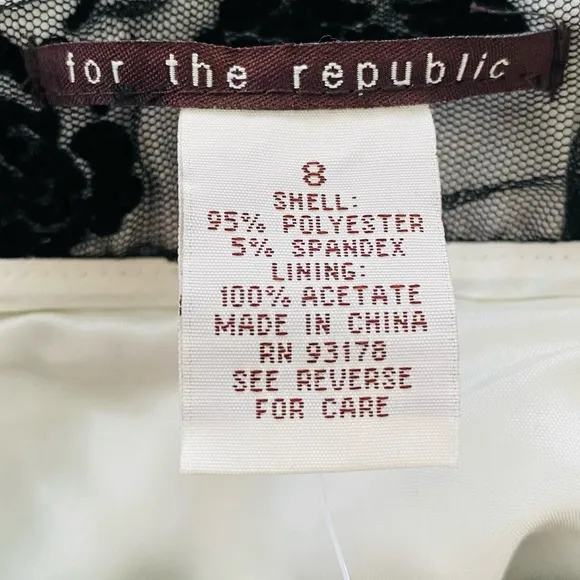 for the republic
8
SHELL:
95% POLYESTER
5% SPANDEX
LINING:
100% ACETATE
MADE IN CHINA
RN 93178
SEE REVERSE
FOR CARE